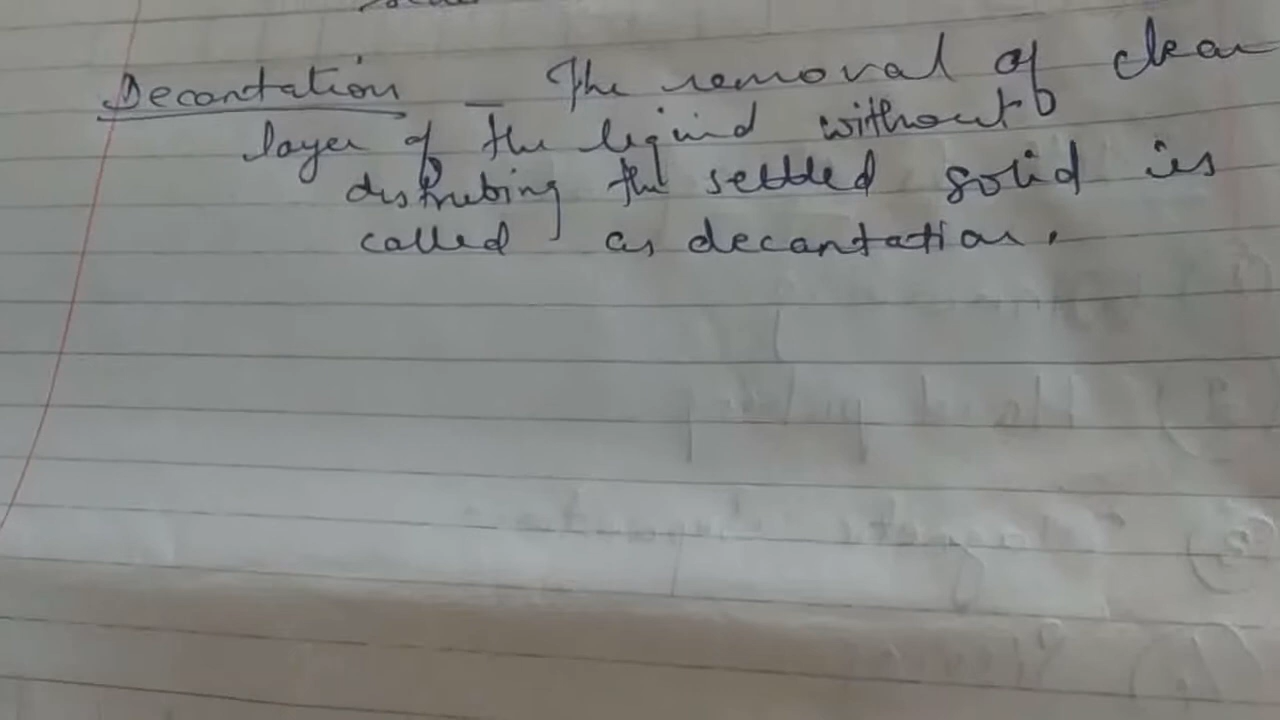 Decantation - The removal of clear
layer of the liquid without
distrubing the settled solid is
called as decantation.